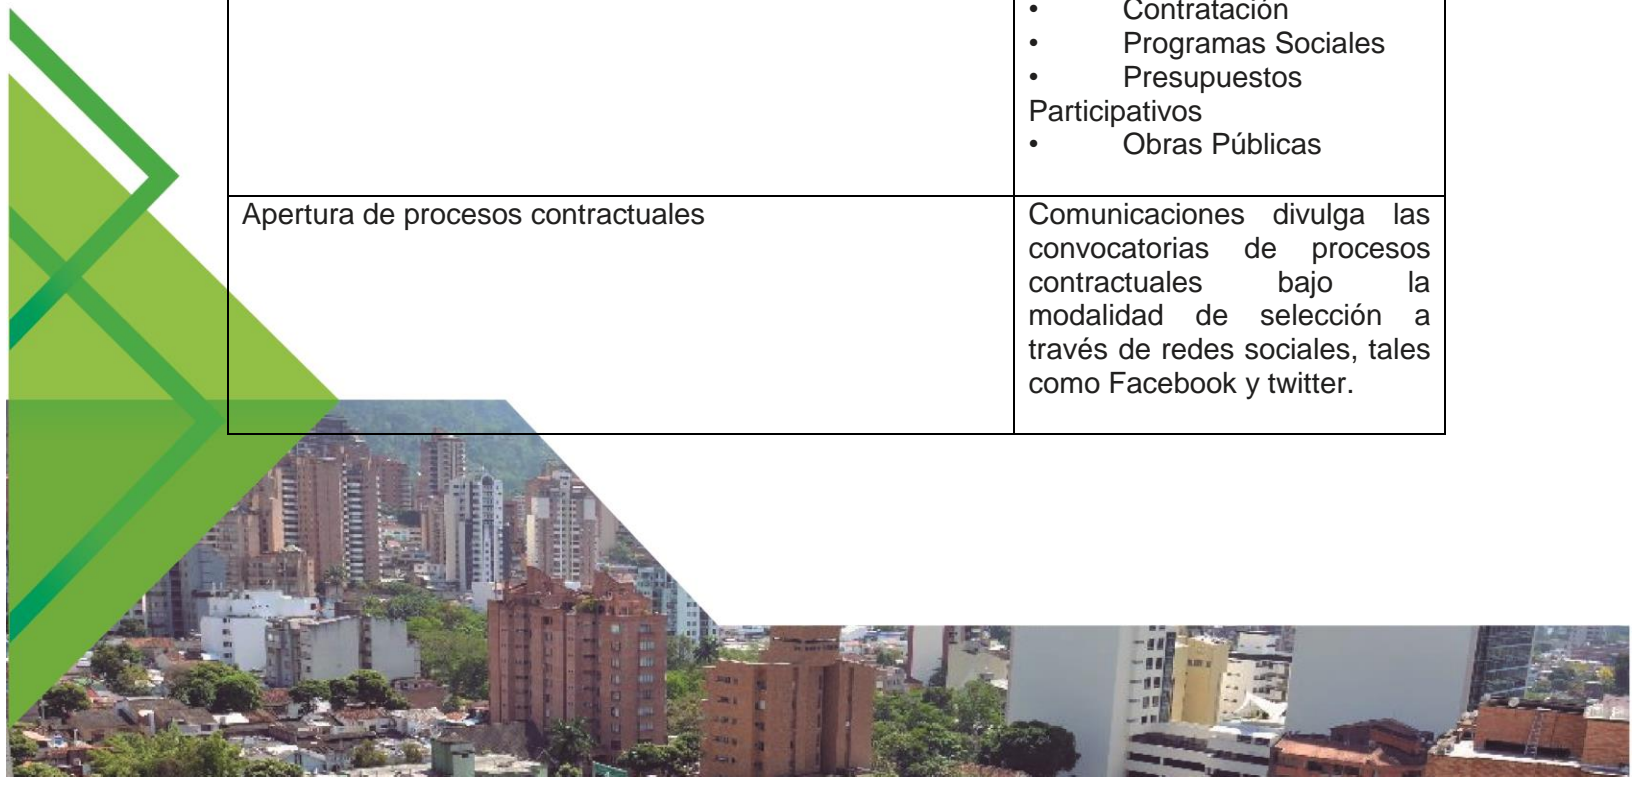 • Contratación
• Programas Sociales
• Presupuestos
Participativos
• Obras Públicas
Apertura de procesos contractuales
Comunicaciones divulga las
convocatorias de procesos
contractuales bajo la
modalidad de selección a
través de redes sociales, tales
como Facebook y twitter.